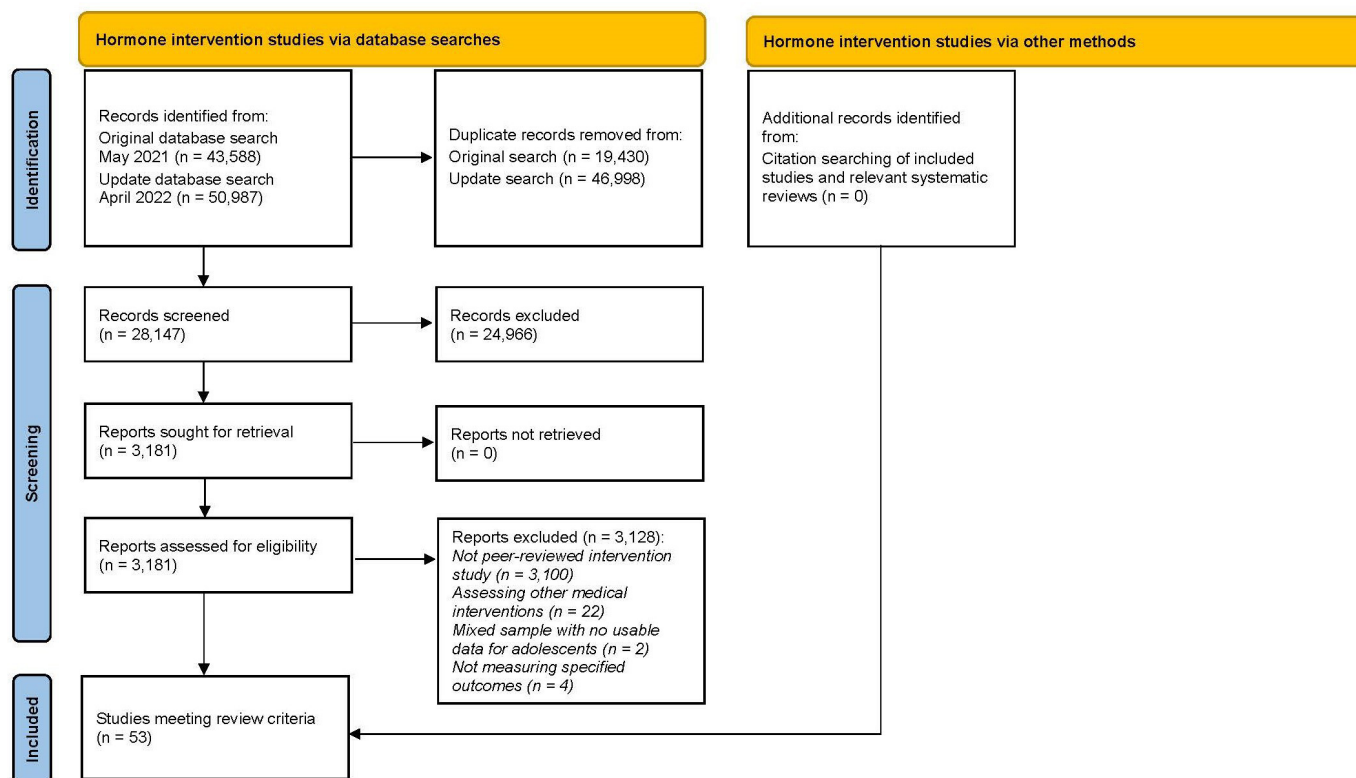 Hormone intervention studies via database searches
Hormone intervention studies via other methods
Identification
Records identified from:
Original database search
May 2021 (n = 43,588)
Update database search
April 2022 (n = 50,987)
Duplicate records removed from:
Original search (n = 19,430)
Update search (n = 46,998)
Additional records identified
from:
Citation searching of included
studies and relevant systematic
reviews (n = 0)
Screening
Records screened
(n = 28,147)
Records excluded
(n = 24,966)
Reports sought for retrieval
(n = 3,181)
Reports not retrieved
(n = 0)
Reports assessed for eligibility
(n = 3,181)
Reports excluded (n = 3,128):
Not peer-reviewed intervention
study (n = 3,100)
Assessing other medical
interventions (n = 22)
Mixed sample with no usable
data for adolescents (n = 2)
Not measuring specified
outcomes (n = 4)
Included
Studies meeting review criteria
(n = 53)